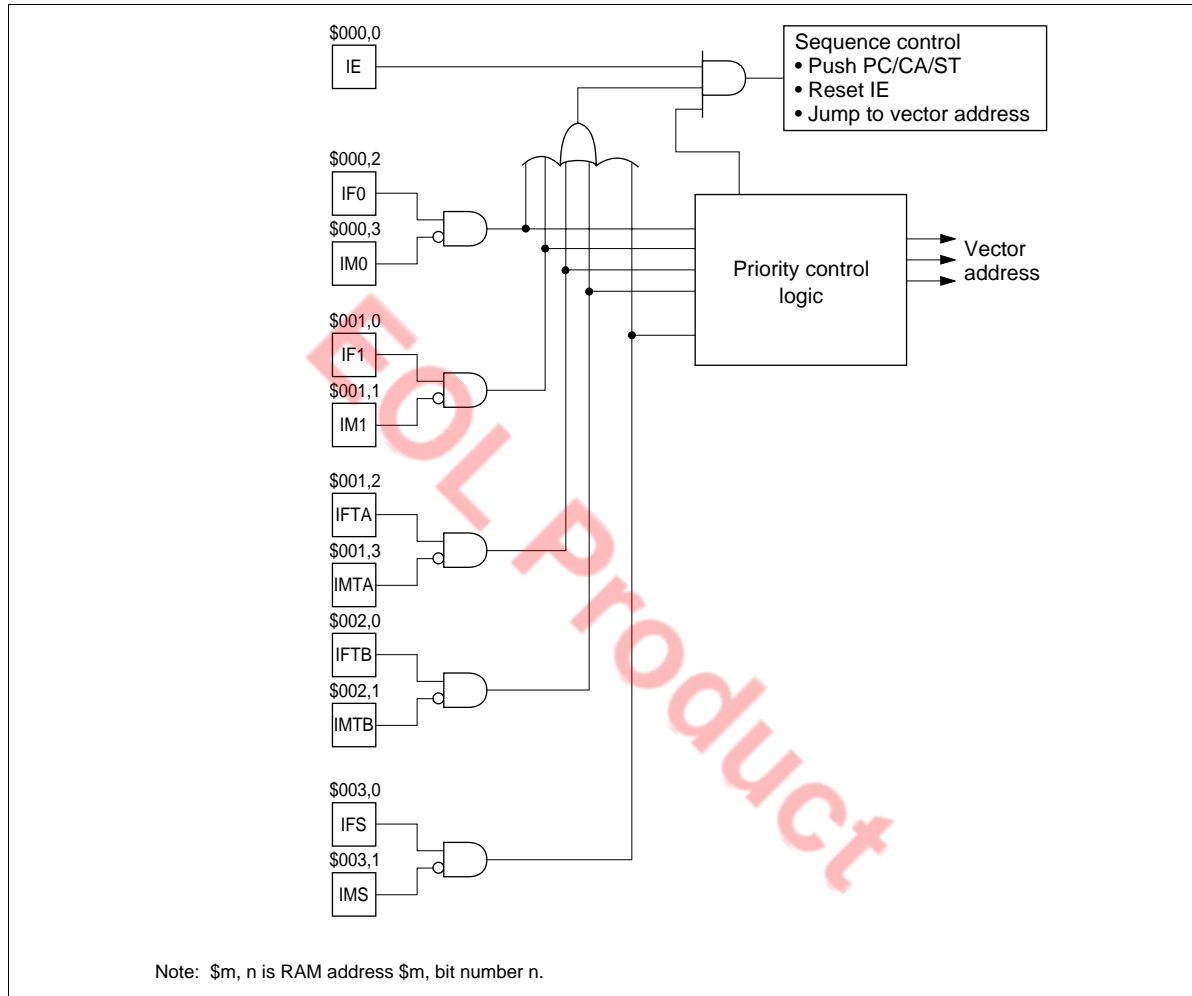 $000,0
IE
Sequence control
• Push PC/CA/ST
• Reset IE
• Jump to vector address
$000,2
IF0
$000,3
IM0
Priority control
logic
Vector
address
$001,0
IF1
$001,1
IM1
$001,2
IFTA
$001,3
IMTA
$002,0
IFTB
$002,1
IMTB
$003,0
IFS
$003,1
IMS
EOL Product
Note: $m, n is RAM address $m, bit number n.